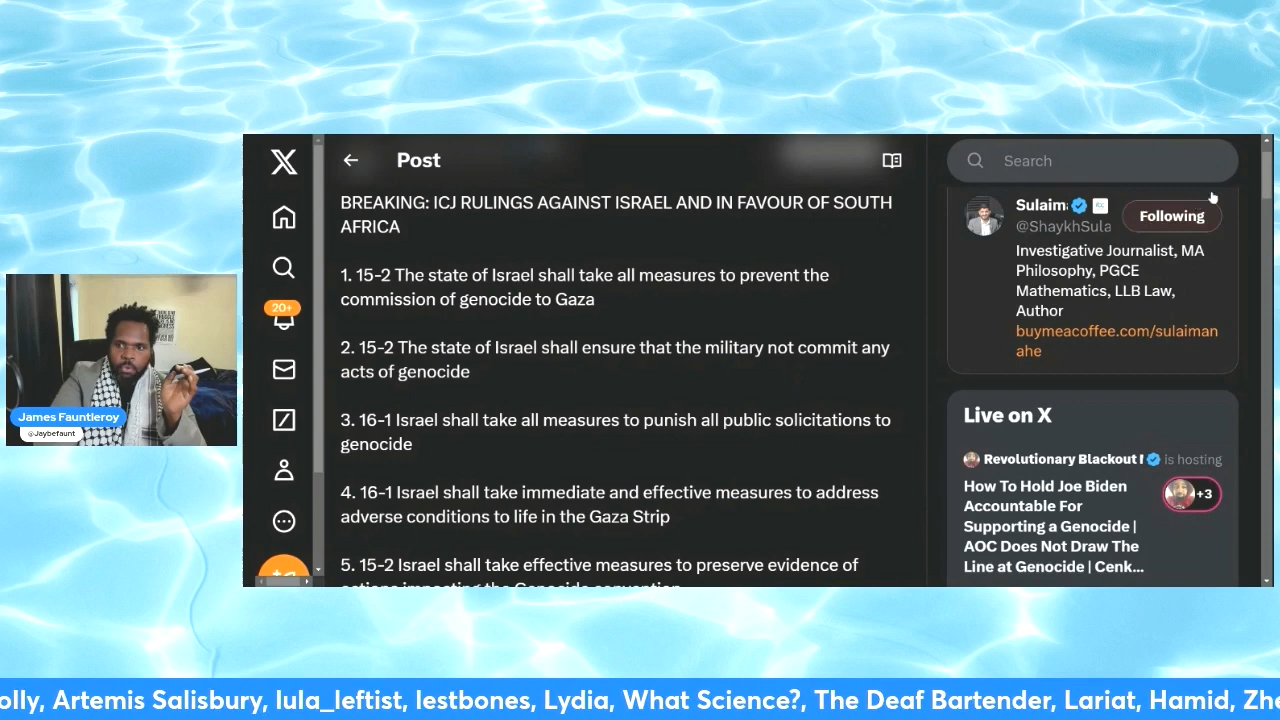 Post
BREAKING: ICJ RULINGS AGAINST ISRAEL AND IN FAVOUR OF SOUTH
AFRICA
1. 15-2 The state of Israel shall take all measures to prevent the
commission of genocide to Gaza
2. 15-2 The state of Israel shall ensure that the military not commit any
acts of genocide
3. 16-1 Israel shall take all measures to punish all public solicitations to
genocide
4. 16-1 Israel shall take immediate and effective measures to address
adverse conditions to life in the Gaza Strip
5. 15-2 Israel shall take effective measures to preserve evidence of
actions impacting the Genocide convention
20+
Search
Sulaim
@ShaykhSula
Following
Investigative Journalist, MA
Philosophy, PGCE
Mathematics, LLB Law,
Author
buymeacoffee.com/sulaiman
ahe
Live on X
Revolutionary Blackout is hosting
How To Hold Joe Biden
Accountable For
Supporting a Genocide |
AOC Does Not Draw The
Line at Genocide | Cenk...
+3
James Fauntleroy
@Jaybefaunt
olly, Artemis Salisbury, lula_leftist, lestbones, Lydia, What Science?, The Deaf Bartender, Lariat, Hamid, Zh